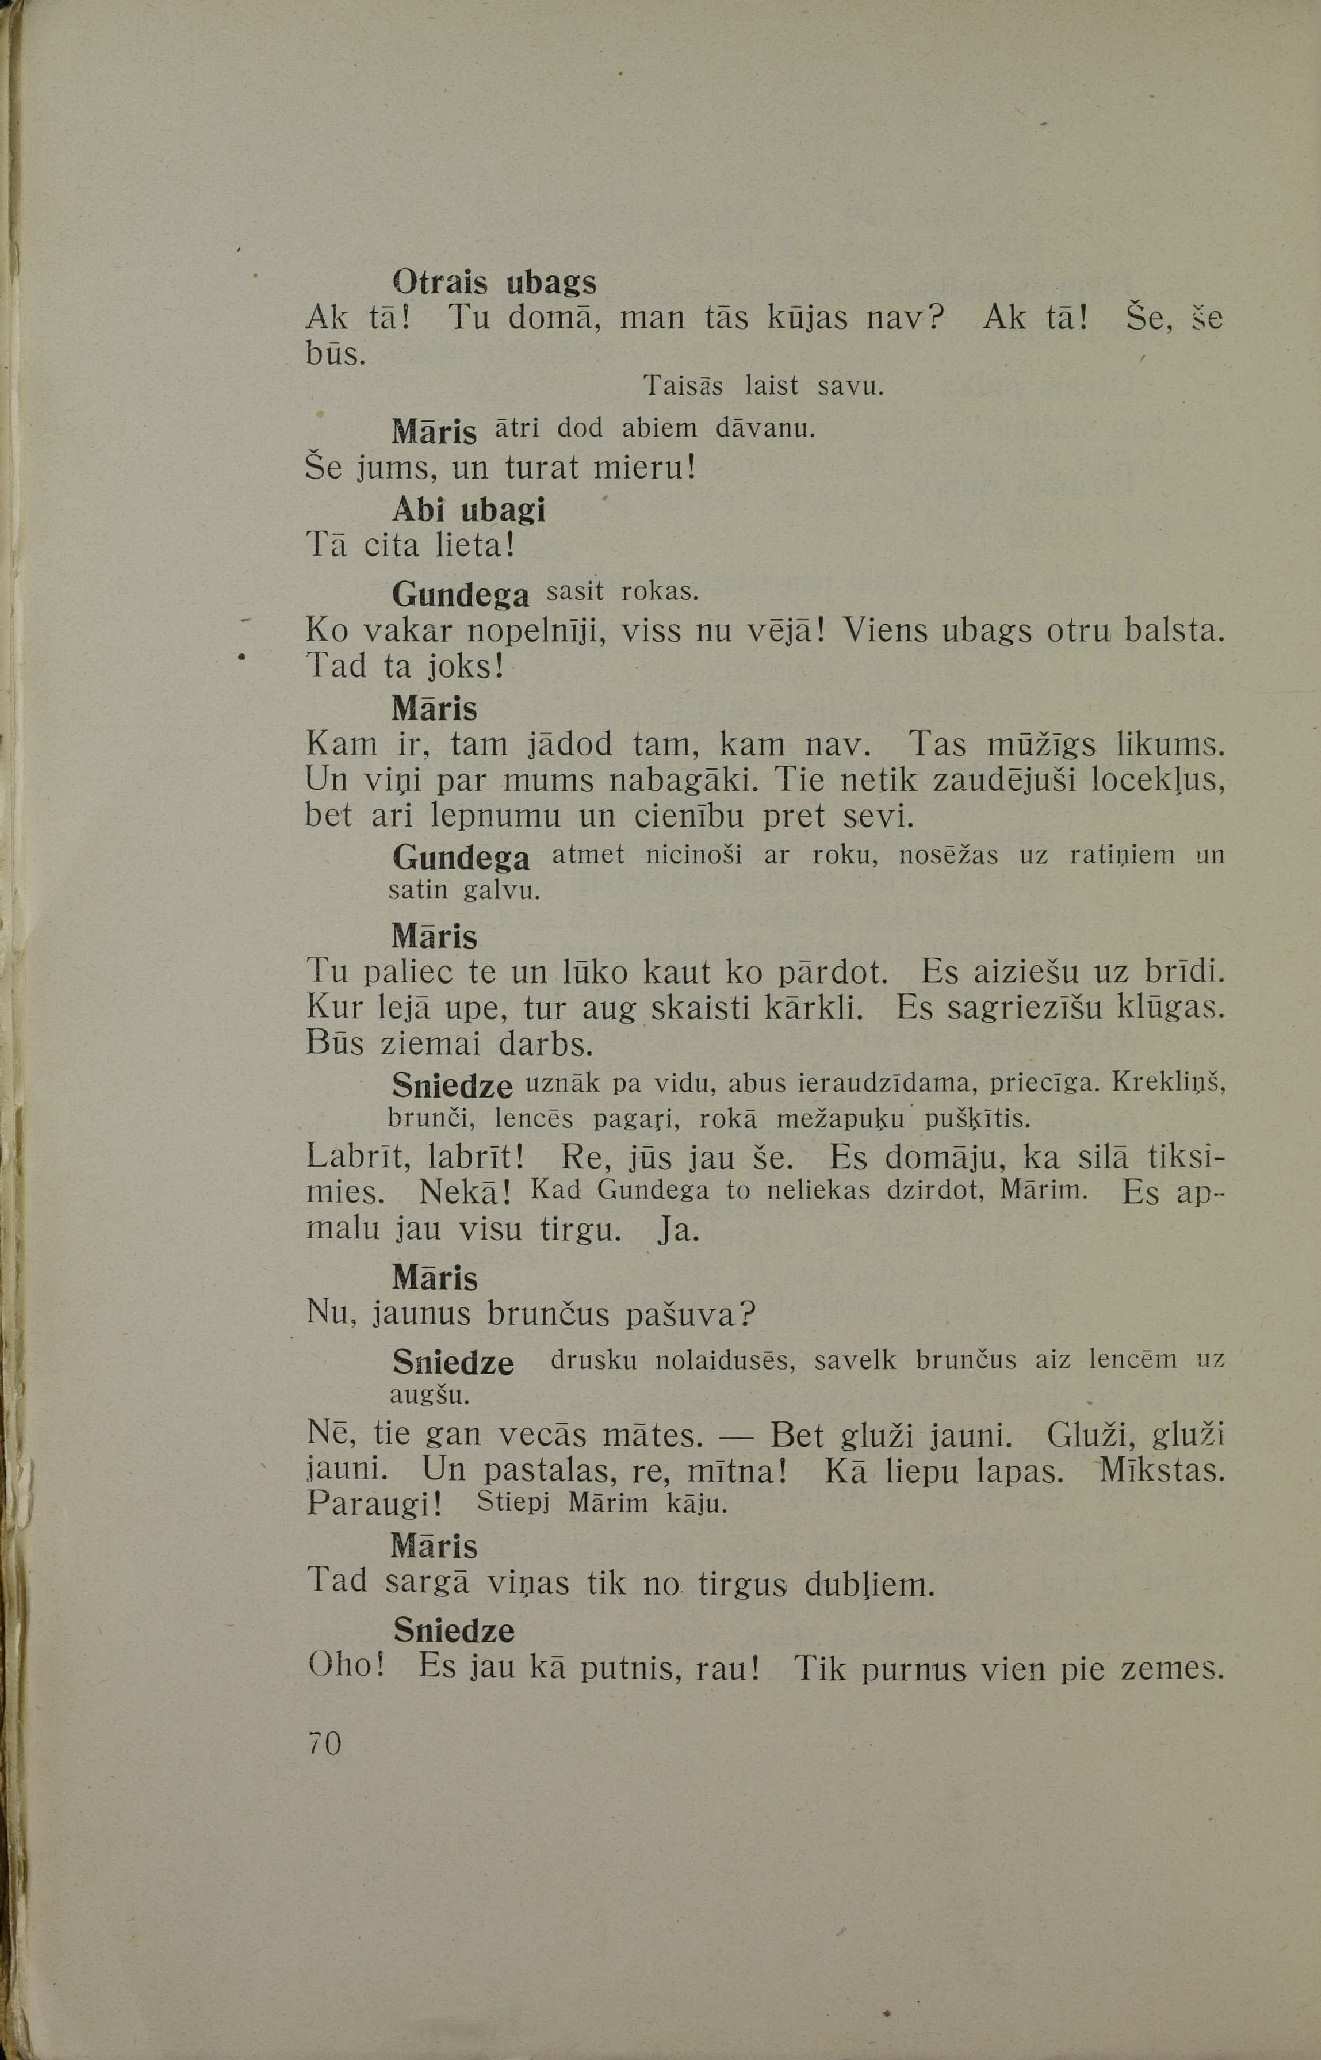 Otrais ubags
Ak tā! Tu domā, man tās kūjas nav? Ak tā! Še, še
būs.
Taisās laist savu.
Māris ātri dod abiem dāvanu.
Še jums, un turat mieru!
Abi ubagi
Tā cita lieta!
Gundega sasit rokas.
Ko vakar nopelnīji, viss nu vējā! Viens ubags otru balsta.
Tad ta joks!
Māris
Kam ir, tam jādod tam, kam nav. Tas mūžīgs likums.
Un viņi par mums nabagāki. Tie netik zaudējuši locekļus,
bet ari lepnumu un cienību pret sevi.
Gundega atmet nicinoši ar roku, nosēžas uz ratiņiem un
satin galvu.
Māris
Tu paliec te un lūko kaut ko pārdot. Es aiziešu uz brīdi.
Kur lejā upe, tur aug skaisti kārkli. Es sagriezīšu klūgas.
Būs ziemai darbs.
Sniedze uznāk pa vidu, abus ieraudzīdama, priecīga. Krekliņš,
brunči, lencēs pagaŗi, rokā mežapuķu pušķītis.
Labrīt, labrīt! Re, jūs jau še. Es domāju, ka silā tiksi-
mies. Nekā! Kad Gundega to neliekas dzirdot, Mārim. Es ap-
malu jau visu tirgu. Ja.
Māris
Nu, jaunus brunčus pašuva?
Sniedze drusku nolaidusēs, savelk brunčus aiz lencēm uz
augšu.
Nē, tie gan vecās mātes. — Bet gluži jauni. Gluži, gluži
jauni. Un pastalas, re, mītna! Kā liepu lapas. Mīkstas.
Paraugi! Stiepj Mārim kāju.
Māris
Tad sargā viņas tik no tirgus dubļiem.
Sniedze
Oho! Es jau kā putnis, rau! Tik purnus vien pie zemes.
70